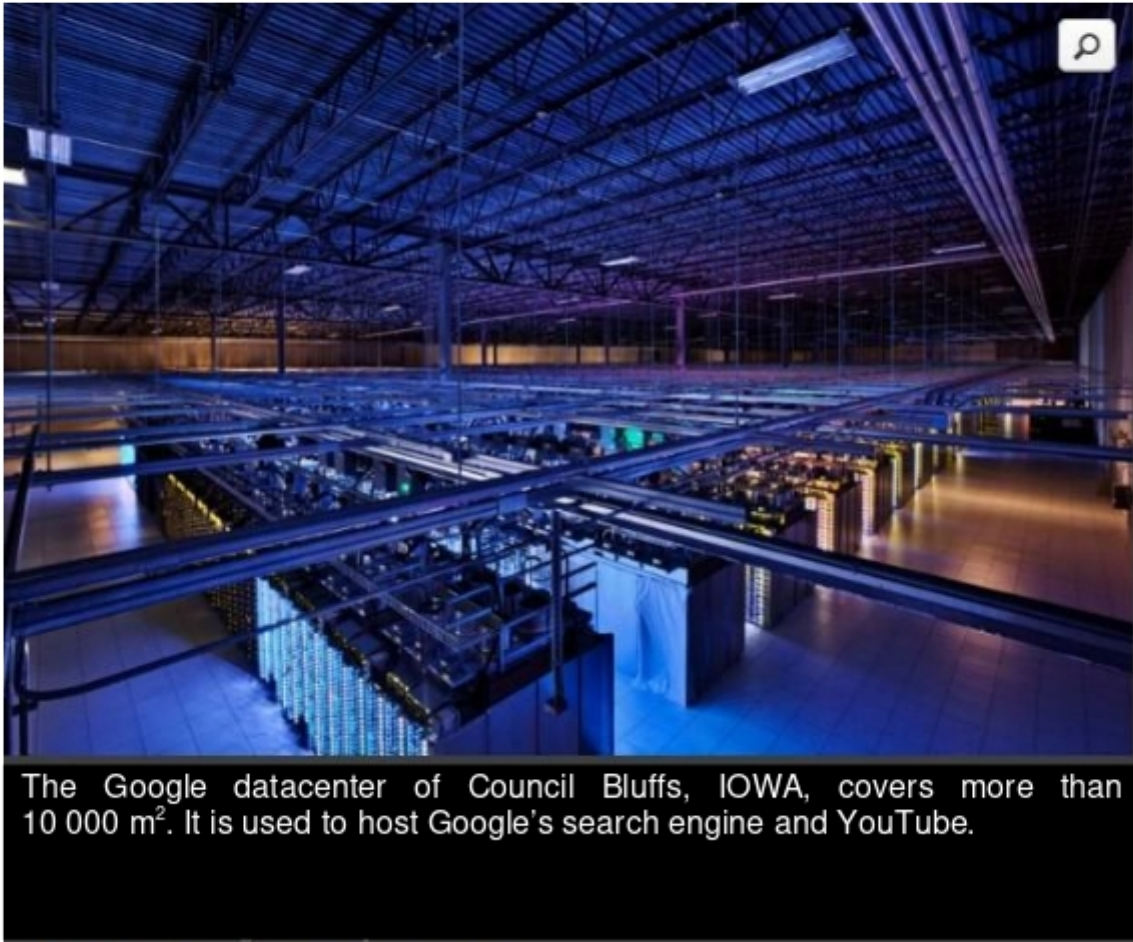 The Google datacenter of Council Bluffs, IOWA, covers more than
10 000 m². It is used to host Google's search engine and YouTube.